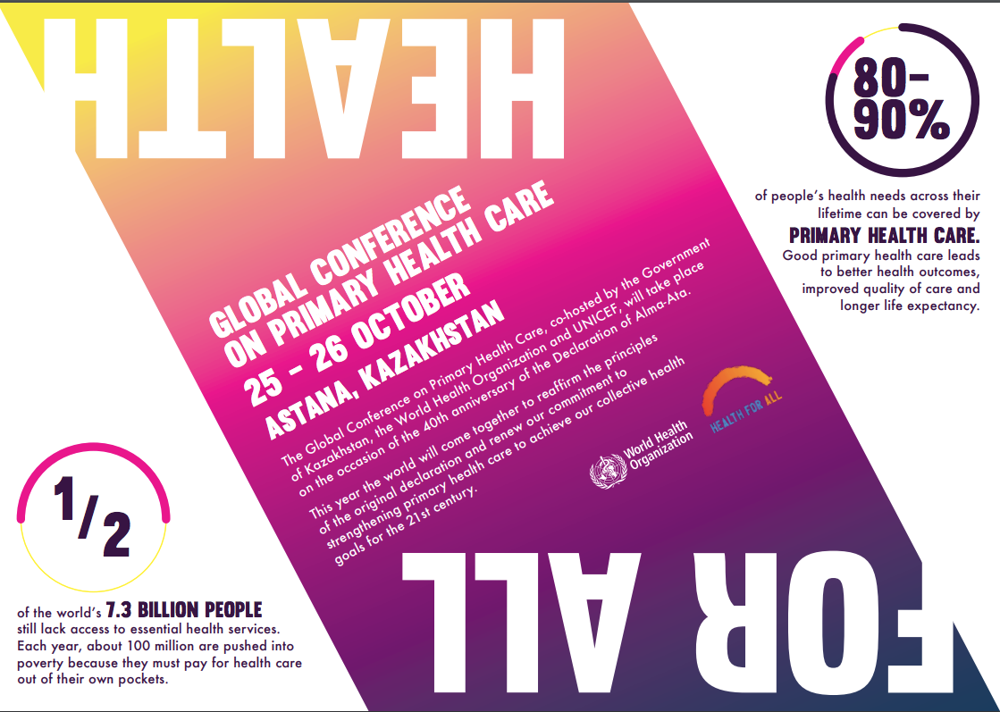 HEALTH
GLOBAL CONFERENCE
ON PRIMARY HEALTH CARE
25 – 26 OCTOBER
ASTANA, KAZAKHSTAN
The Global Conference on Primary Health Care, co-hosted by the Government
of Kazakhstan, the World Health Organization and UNICEF, will take place
on the occasion of the 40th anniversary of the Declaration of Alma-Ata.
This year the world will come together to reaffirm the principles
of the original declaration and renew our commitment to
strengthening primary health care to achieve our collective health
goals for the 21st century.
World Health
Organization
HEALTH FOR ALL
FOR ALL
80–
90%
of people's health needs across their
lifetime can be covered by
PRIMARY HEALTH CARE.
Good primary health care leads
to better health outcomes,
improved quality of care and
longer life expectancy.
1/2
of the world's 7.3 BILLION PEOPLE
still lack access to essential health services.
Each year, about 100 million are pushed into
poverty because they must pay for health care
out of their own pockets.